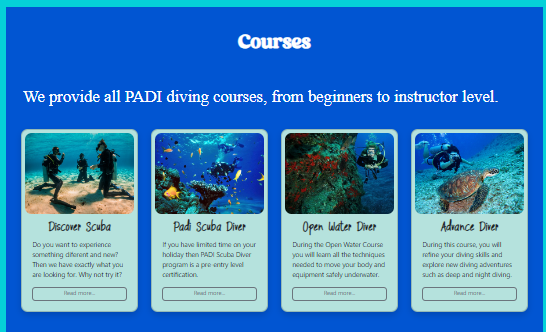 Courses
We provide all PADI diving courses, from beginners to instructor level.
Discover Scuba
Do you want to experience
something diferent and new?
Then we have exactly what you
are looking for. Why not try it?
Read more...
Padi Scuba Diver
If you have limited time on your
holiday then PADI Scuba Diver
program is a pre entry level
certification.
Read more...
Open Water Diver
During the Open Water Course
you will learn all the techniques
needed to move your body and
equipment safely underwater.
Read more...
Advance Diver
During this course, you will
refine your diving skills and
explore new diving adventures
such as deep and night diving.
Read more...